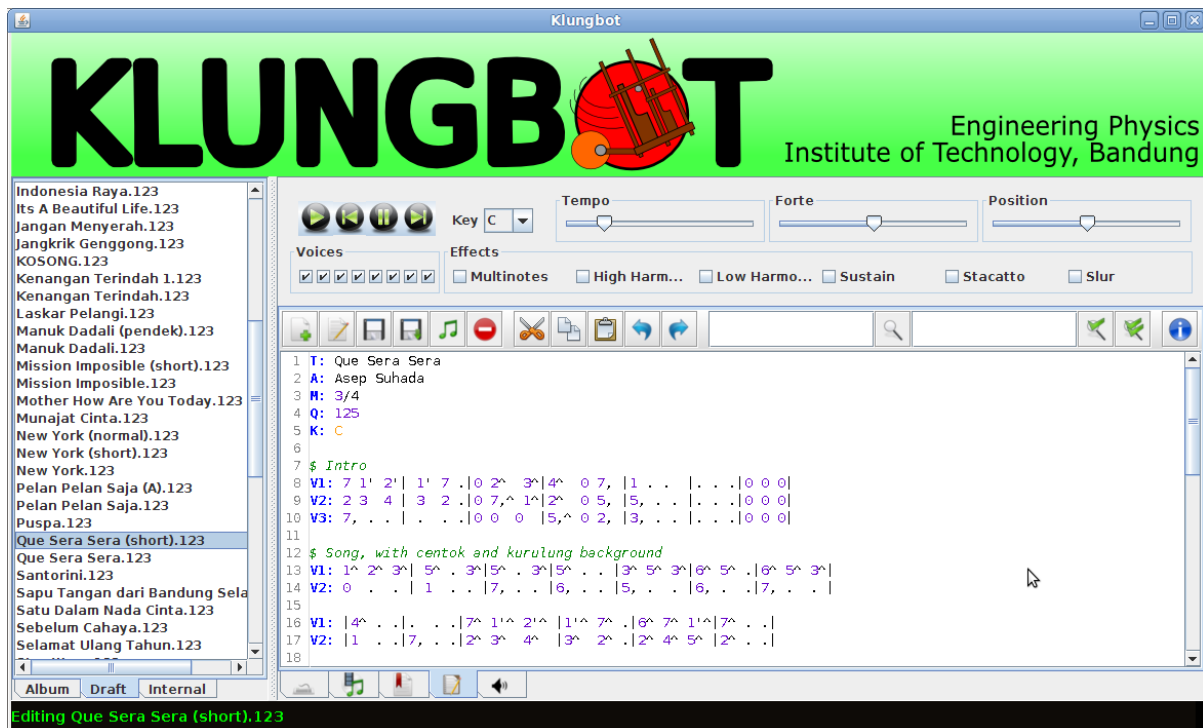 Klungbot
KLUNGBOT
Engineering Physics
Institute of Technology, Bandung
Indonesia Raya.123
Its A Beautiful Life.123
Jangan Menyerah.123
Jangkrik Genggong.123
KOSONG.123
Kenangan Terindah 1.123
Kenangan Terindah.123
Laskar Pelangi.123
Manuk Dadali (pendek).123
Manuk Dadali.123
Mission Imposible (short).123
Mission Imposible.123
Mother How Are You Today.123
Munajat Cinta.123
New York (normal).123
New York (short).123
New York.123
Pelan Pelan Saja (A).123
Pelan Pelan Saja.123
Puspa.123
Que Sera Sera (short).123
Que Sera Sera.123
Santorini.123
Sapu Tangan dari Bandung Sela
Satu Dalam Nada Cinta.123
Sebelum Cahaya.123
Selamat Ulang Tahun.123
Album Draft Internal
Key C
Tempo
Forte
Position
Voices
Effects
Multinotes High Harm... Low Harmo... Sustain Stacatto Slur
1 T: Que Sera Sera
2 A: Asep Suhada
3 M: 3/4
4 Q: 125
5 K: C
6
7 $ Intro
8 V1: 7 1' 2'| 1' 7 .|0 2^ 3^|4^ 0 7, |1 . . |. . .|0 0 0|
9 V2: 2 3 4 | 3 2 .|0 7,^ 1^|2^ 0 5, |5, . . |. . .|0 0 0|
10 V3: 7, . . | . . .|0 0 0 |5,^ 0 2, |3, . . |. . .|0 0 0|
11
12 $ Song, with centok and kurulung background
13 V1: 1^ 2^ 3^| 5^ . 3^|5^ . 3^|5^ . . |3^ 5^ 3^|6^ 5^ .|6^ 5^ 3^|
14 V2: 0 . . | 1 . . |7, . . |6, . . |5, . . |6, . .|7, . . |
15
16 V1: |4^ . .|. . .|7^ 1'^ 2'^ |1'^ 7^ .|6^ 7^ 1'^|7^ . .|
17 V2: |1 . .|7, . .|2^ 3^ 4^ |3^ 2^ .|2^ 4^ 5^ |2^ . .|
18
Editing Que Sera Sera (short).123